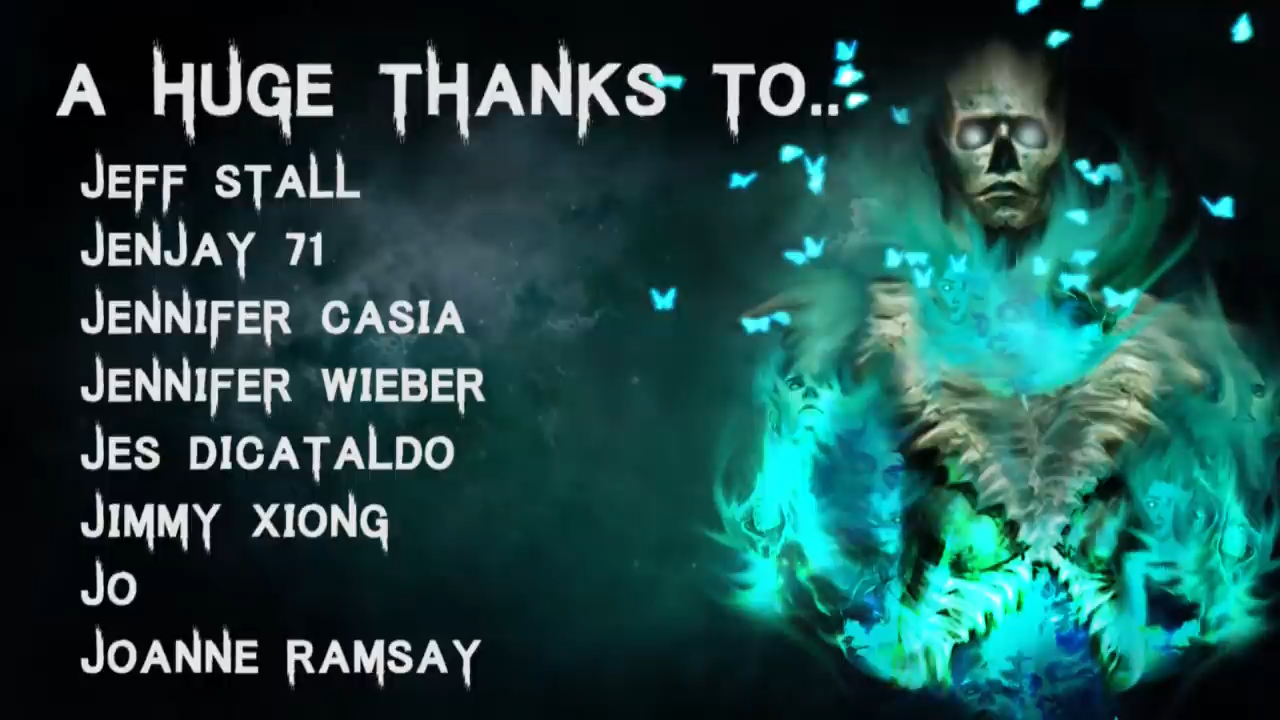 A HUGE THANKS TO..
JEFF STALL
JENJAY 71
JENNIFER CASIA
JENNIFER WIEBER
JES DICATALDO
JIMMY XIONG
JO
JOANNE RAMSAY